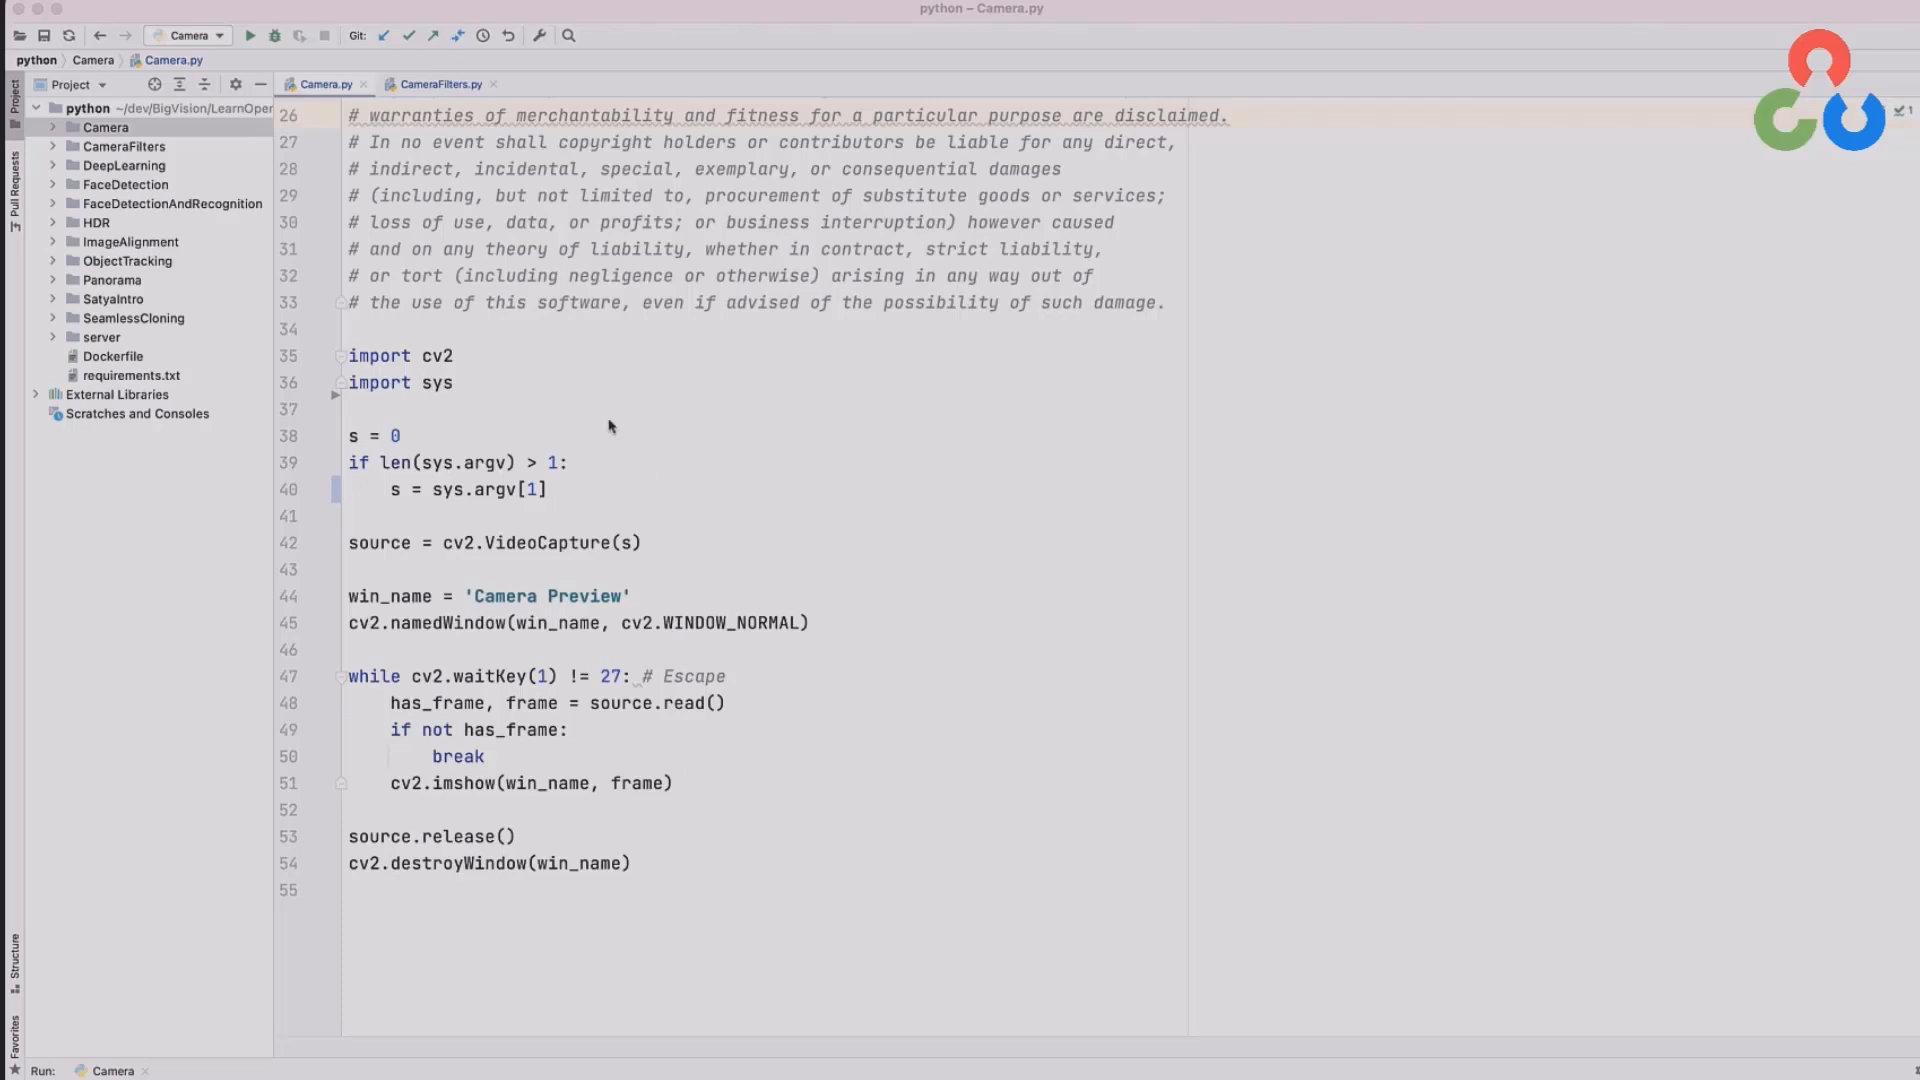 python – Camera.py
Camera
Git:
python Camera Camera.py
Project
Camera.py
CameraFilters.py
Project
Pull Requests
Structure
Favorites
python ~/dev/BigVision/LearnOper
Camera
CameraFilters
DeepLearning
FaceDetection
FaceDetectionAndRecognition
HDR
ImageAlignment
ObjectTracking
Panorama
SatyaIntro
SeamlessCloning
server
Dockerfile
requirements.txt
External Libraries
Scratches and Consoles
1
26 # warranties of merchantability and fitness for a particular purpose are disclaimed.
27 # In no event shall copyright holders or contributors be liable for any direct,
28 # indirect, incidental, special, exemplary, or consequential damages
29 # (including, but not limited to, procurement of substitute goods or services;
30 # loss of use, data, or profits; or business interruption) however caused
31 # and on any theory of liability, whether in contract, strict liability,
32 # or tort (including negligence or otherwise) arising in any way out of
33 # the use of this software, even if advised of the possibility of such damage.
34
35 import cv2
36 import sys
37
38 s = 0
39 if len(sys.argv) > 1:
40     s = sys.argv[1]
41
42 source = cv2.VideoCapture(s)
43
44 win_name = 'Camera Preview'
45 cv2.namedWindow(win_name, cv2.WINDOW_NORMAL)
46
47 while cv2.waitKey(1) != 27: # Escape
48     has_frame, frame = source.read()
49     if not has_frame:
50         break
51     cv2.imshow(win_name, frame)
52
53 source.release()
54 cv2.destroyWindow(win_name)
55
Run: Camera